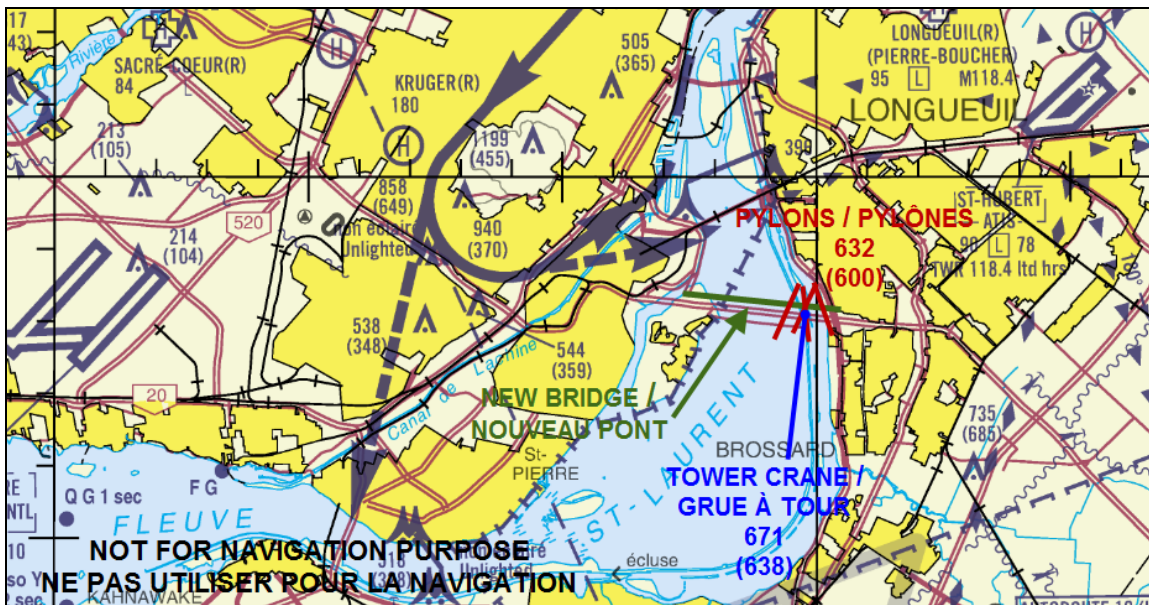 17
43)
Rivière
SACRÉ-COEUR(R)
84
H
KRUGER(R)
180
H
505
(365)
1199
(455)
LONGUEUIL(R)
(PIERRE-BOUCHER)
95 L M118.4
H
LONGUEUIL
213
(105)
399
858
(649)
520
non éclairé
Unlighted
940
(370)
214
(104)
ST-HUBERT
ATIS
90 L 78
TWR 118.4 ltd hrs
PYLONS / PYLÔNES
632
(600)
180°
538
(348)
544
(359)
Canal de Lachine
20
NEW BRIDGE /
NOUVEAU PONT
735
(685)
St-
PIERRE
ST-LAURENT
BROSSARD
TOWER CRANE /
GRUE À TOUR
671
(638)
Q G 1 sec
F G
FLEUVE
écluse
Unlighted
NOT FOR NAVIGATION PURPOSE
NE PAS UTILISER POUR LA NAVIGATION
KAHNAWAKE